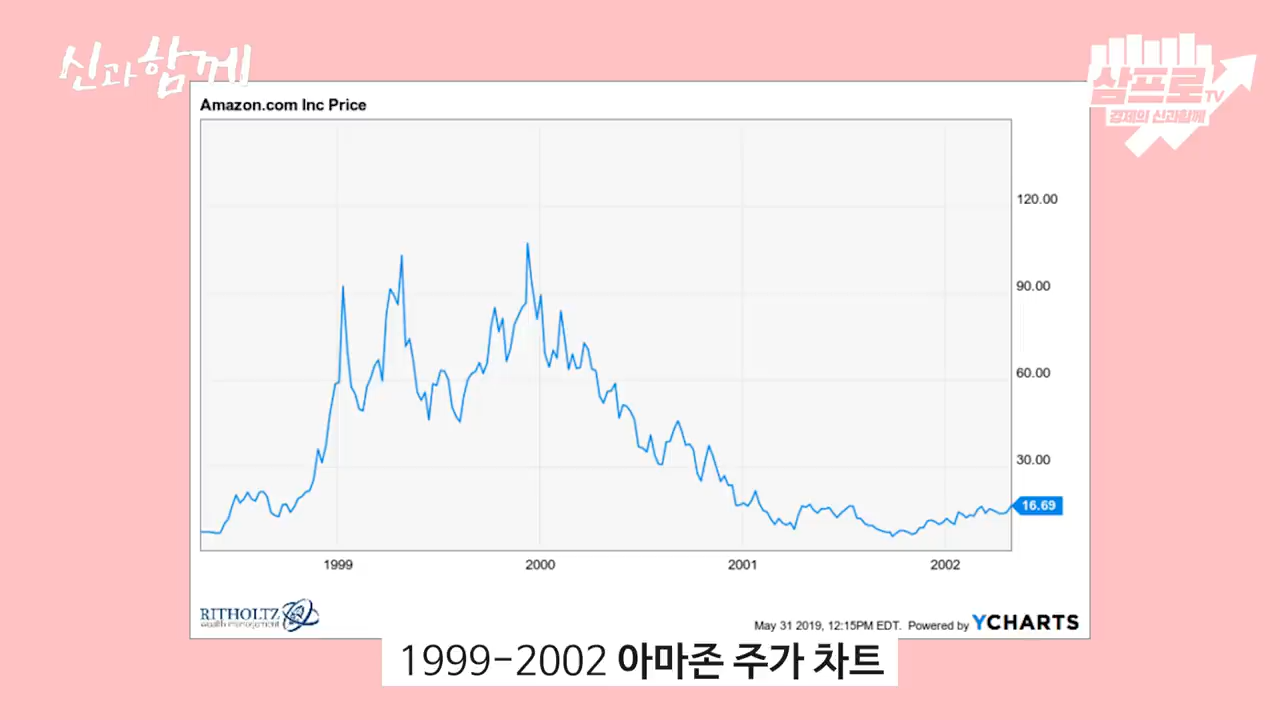 신과함께
삼프로TV
경제의 신과함께
Amazon.com Inc Price
120.00
90.00
60.00
30.00
16.69
1999
2000
2001
2002
RITHOLTZ
wealth management
May 31 2019, 12:15PM EDT. Powered by YCHARTS
1999-2002 아마존 주가 차트